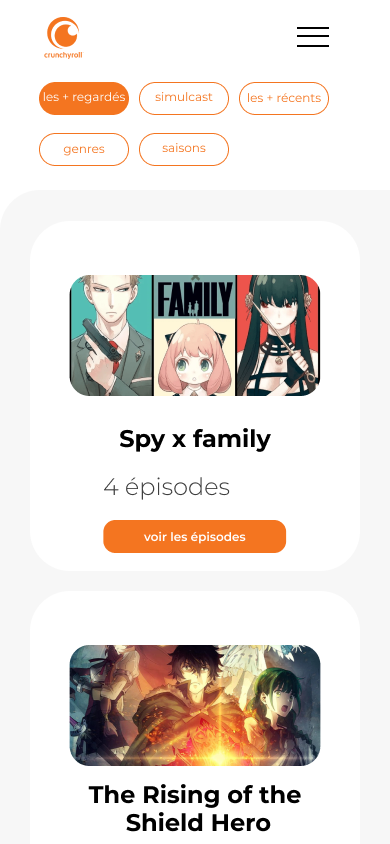 crunchyroll
les + regardés
simulcast
les + récents
genres
saisons
FAMILY
Spy x family
4 épisodes
voir les épisodes
The Rising of the
Shield Hero